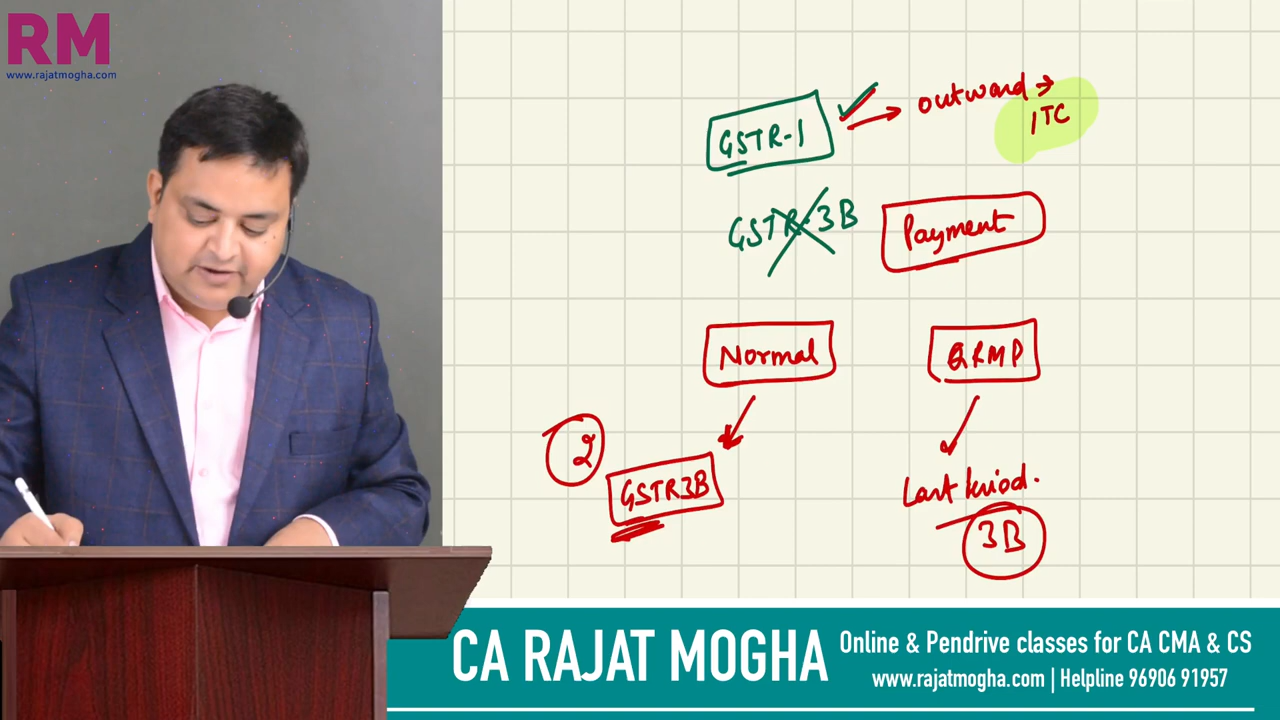 RM
www.rajatmogha.com
GSTR-1
outward
ITC
GSTR-3B
Payment
Normal
QRMP
2
GSTR3B
Last
3B
CA RAJAT MOGHA
Online & Pendrive classes for CA CMA & CS
www.rajatmogha.com | Helpline 96906 91957